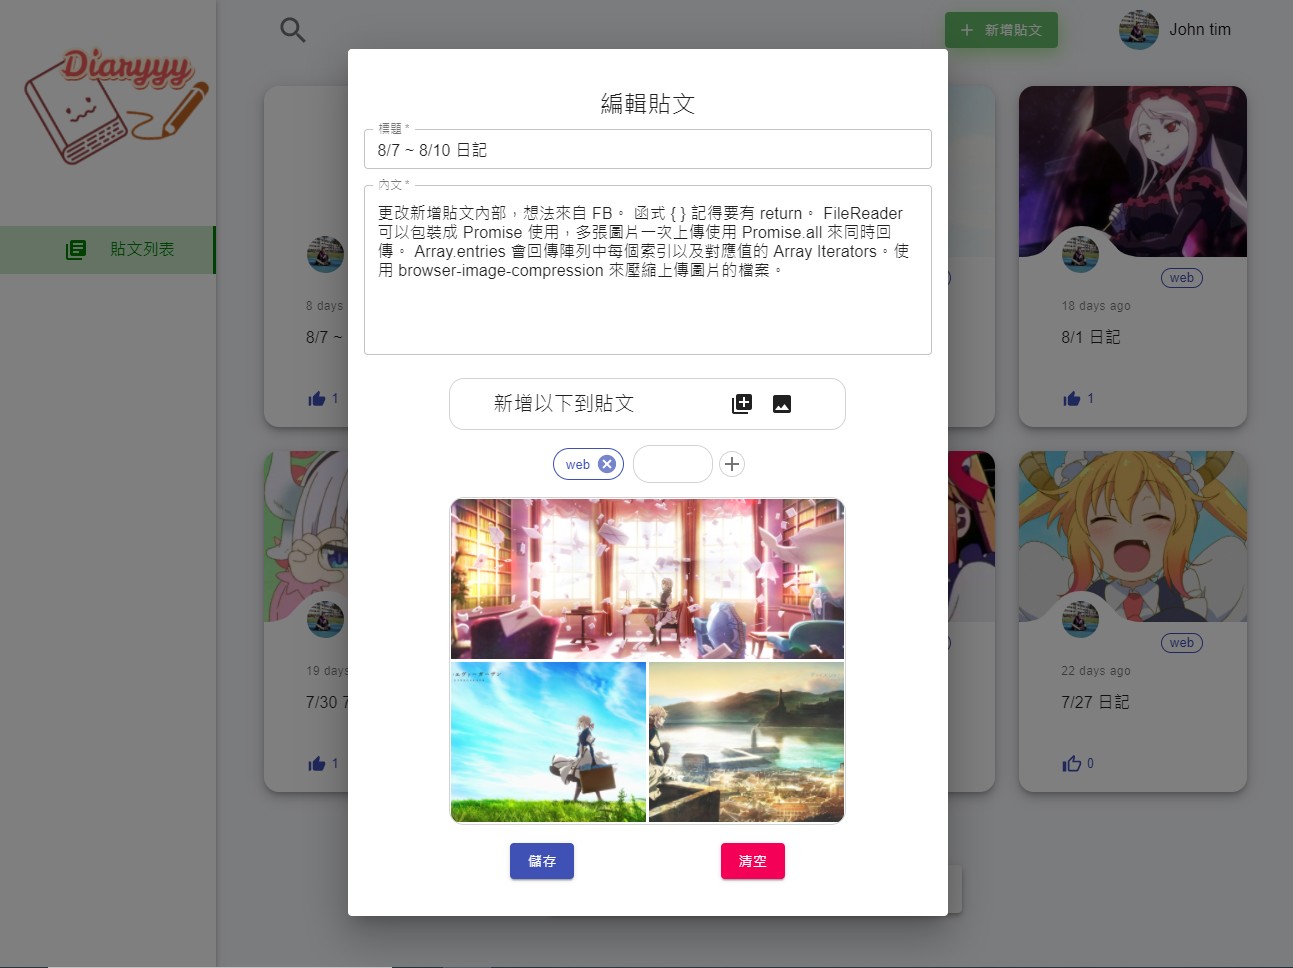 Diaryyy
新增貼文
John tim
貼文列表
編輯貼文
標題 *
8/7 ~ 8/10 日記
內文 *
更改新增貼文內部，想法來自 FB。 函式 { } 記得要有 return。 FileReader
可以包裝成 Promise 使用，多張圖片一次上傳使用 Promise.all 來同時回
傳。 Array.entries 會回傳陣列中每個索引以及對應值的 Array Iterators。使
用 browser-image-compression 來壓縮上傳圖片的檔案。
新增以下到貼文
web
儲存
清空
8 days
8/7 ~
1
web
18 days ago
8/1 日記
1
19 days
7/30 7
1
web
22 days ago
7/27 日記
0